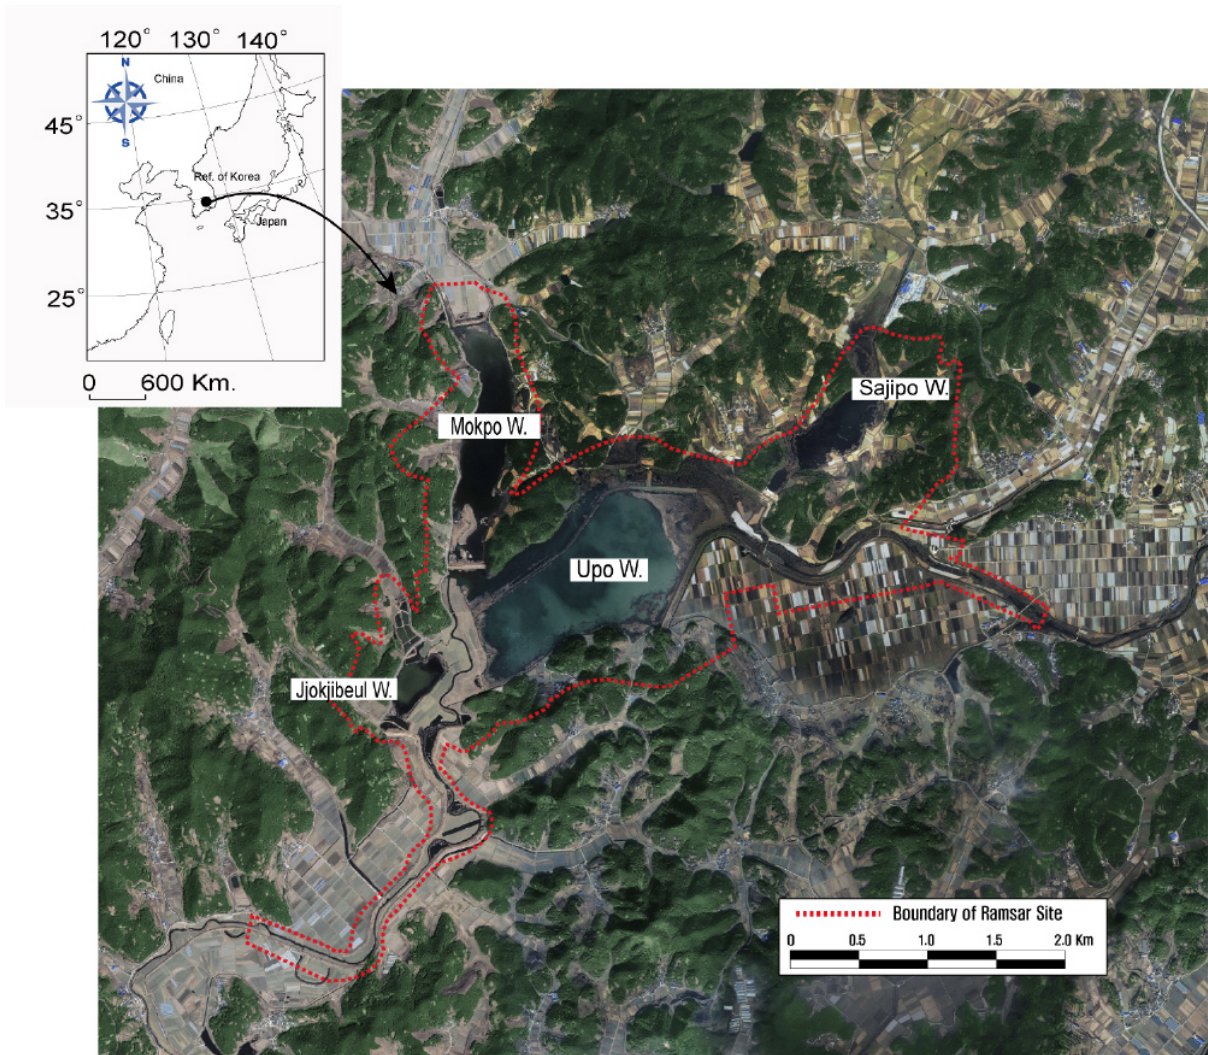 120° 130° 140°
N
China
S
45°
Ref. of Korea
35°
Japan
25°
0 600 Km.
Sajipo W.
Mokpo W.
Upo W.
Jjokjibeul W.
Boundary of Ramsar Site
0 0.5 1.0 1.5 2.0 Km